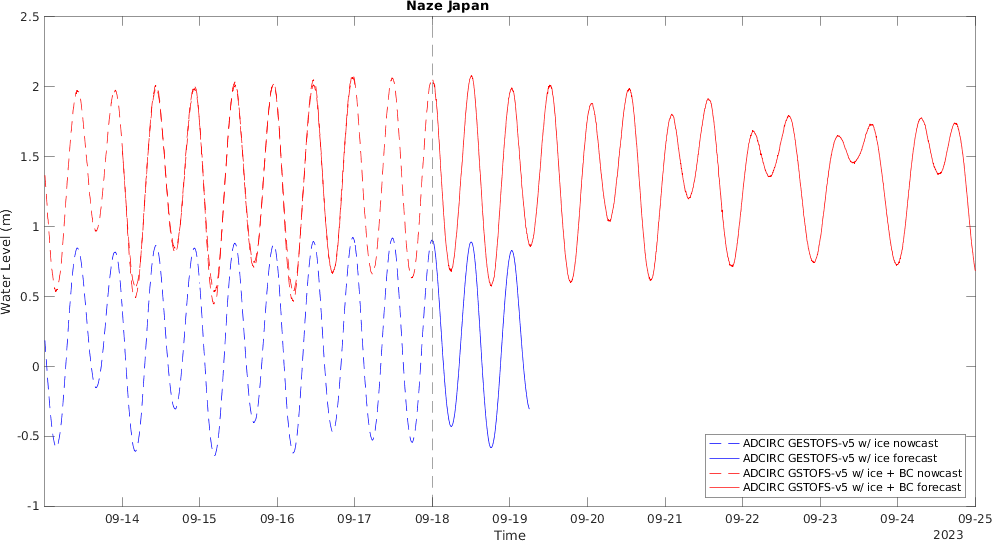 Naze Japan
2.5
2
1.5
1
0.5
0
-0.5
-1
Water Level (m)
09-14 09-15 09-16 09-17 09-18 09-19 09-20 09-21 09-22 09-23 09-24 09-25
Time
2023
ADCIRC GESTOFS-v5 w/ ice nowcast
ADCIRC GESTOFS-v5 w/ ice forecast
ADCIRC GSTOFS-v5 w/ ice + BC nowcast
ADCIRC GSTOFS-v5 w/ ice + BC forecast